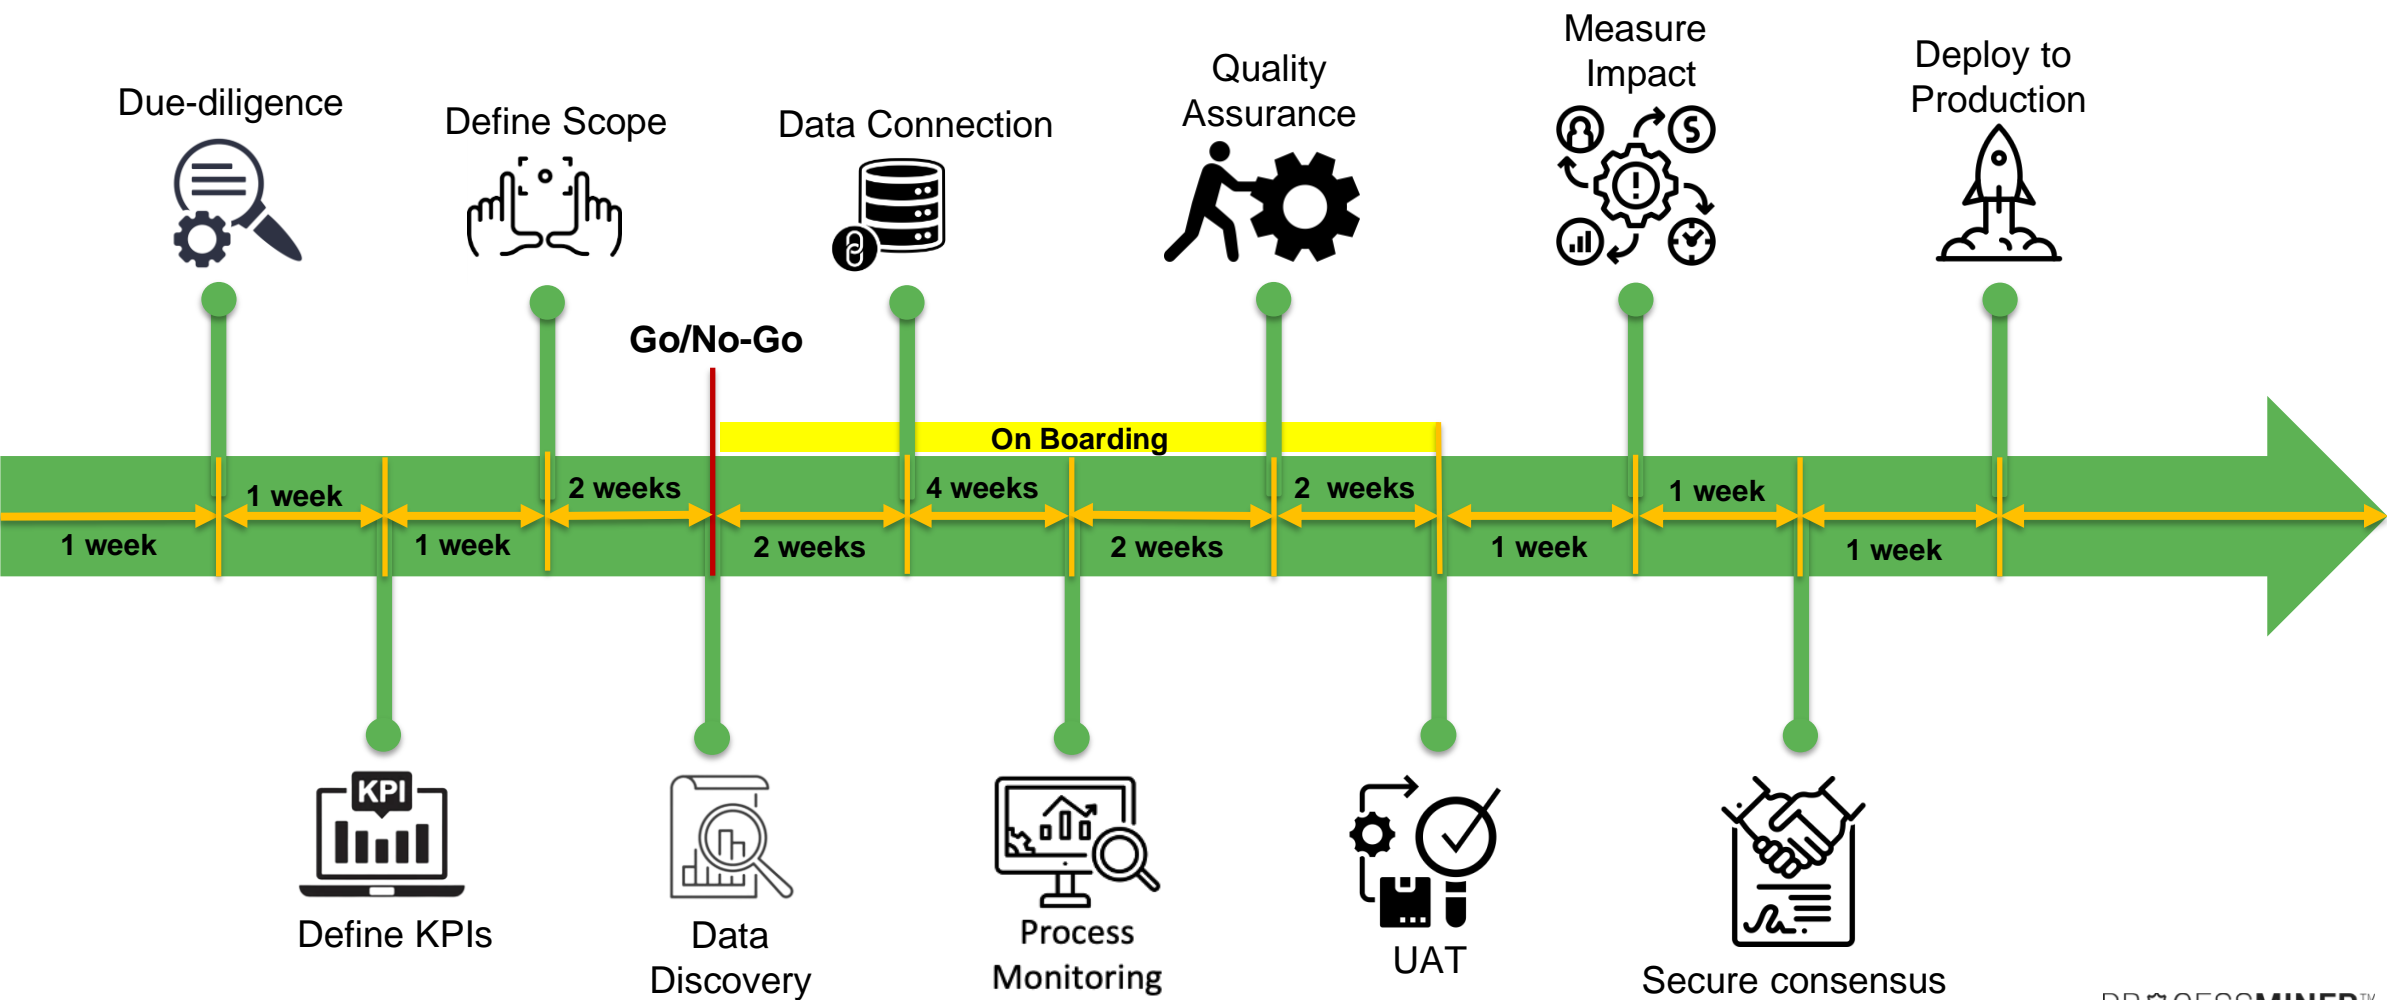 Measure
Impact
Deploy to
Production
Quality
Assurance
Due-diligence
Define Scope
Data Connection
Go/No-Go
On Boarding
1 week
2 weeks
4 weeks
2  weeks
1 week
1 week
1 week
2 weeks
2 weeks
1 week
1 week
KPI
Define KPIs
Data
Discovery
Process
Monitoring
UAT
Secure consensus